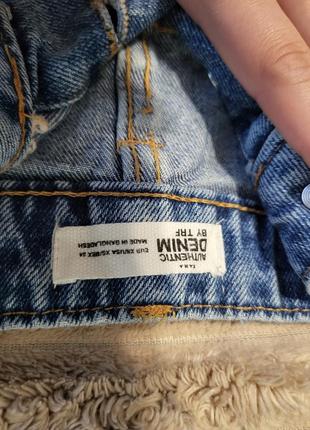 ZARA
AUTHENTIC
DENIM
BY TRF
EUR XS/USA XS/MEX 24
MADE IN BANGLADESH